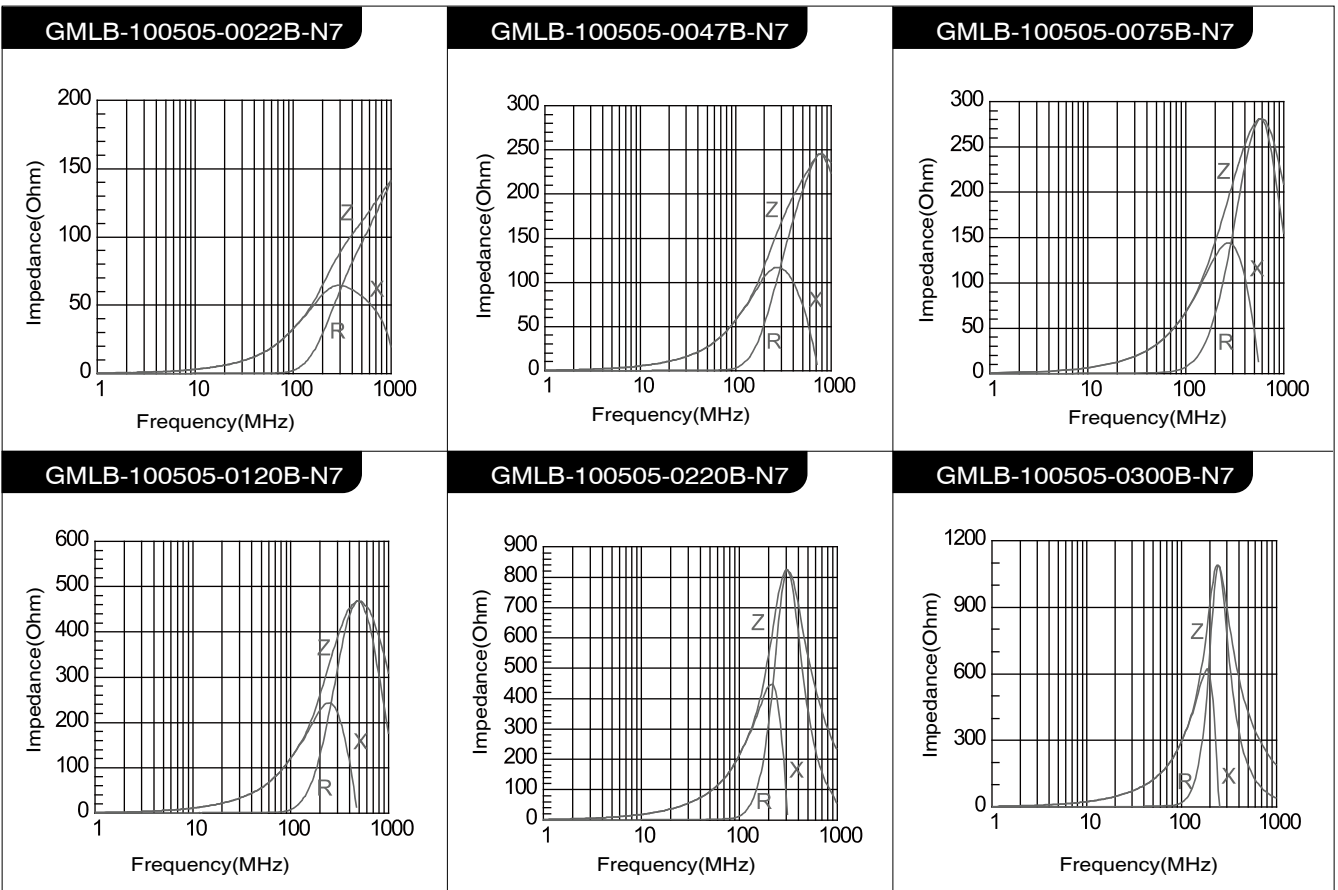 GMLB-100505-0022B-N7
200
150
100
50
0
Impedance(Ohm)
Z
X
R
1
10
100
1000
Frequency(MHz)
GMLB-100505-0047B-N7
300
250
200
150
100
50
0
Impedance(Ohm)
Z
X
R
1
10
100
1000
Frequency(MHz)
GMLB-100505-0075B-N7
300
250
200
150
100
50
0
Impedance(Ohm)
Z
X
R
1
10
100
1000
Frequency(MHz)
GMLB-100505-0120B-N7
600
500
400
300
200
100
0
Impedance(Ohm)
Z
X
R
1
10
100
1000
Frequency(MHz)
GMLB-100505-0220B-N7
900
800
700
600
500
400
300
200
100
0
Impedance(Ohm)
Z
X
R
1
10
100
1000
Frequency(MHz)
GMLB-100505-0300B-N7
1200
900
600
300
0
Impedance(Ohm)
Z
R
X
1
10
100
1000
Frequency(MHz)